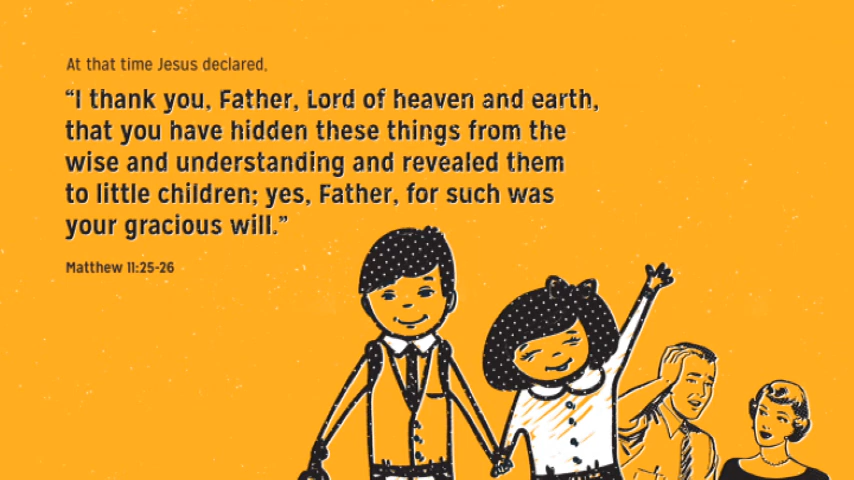 At that time Jesus declared,
“I thank you, Father, Lord of heaven and earth,
that you have hidden these things from the
wise and understanding and revealed them
to little children; yes, Father, for such was
your gracious will.”
Matthew 11:25-26